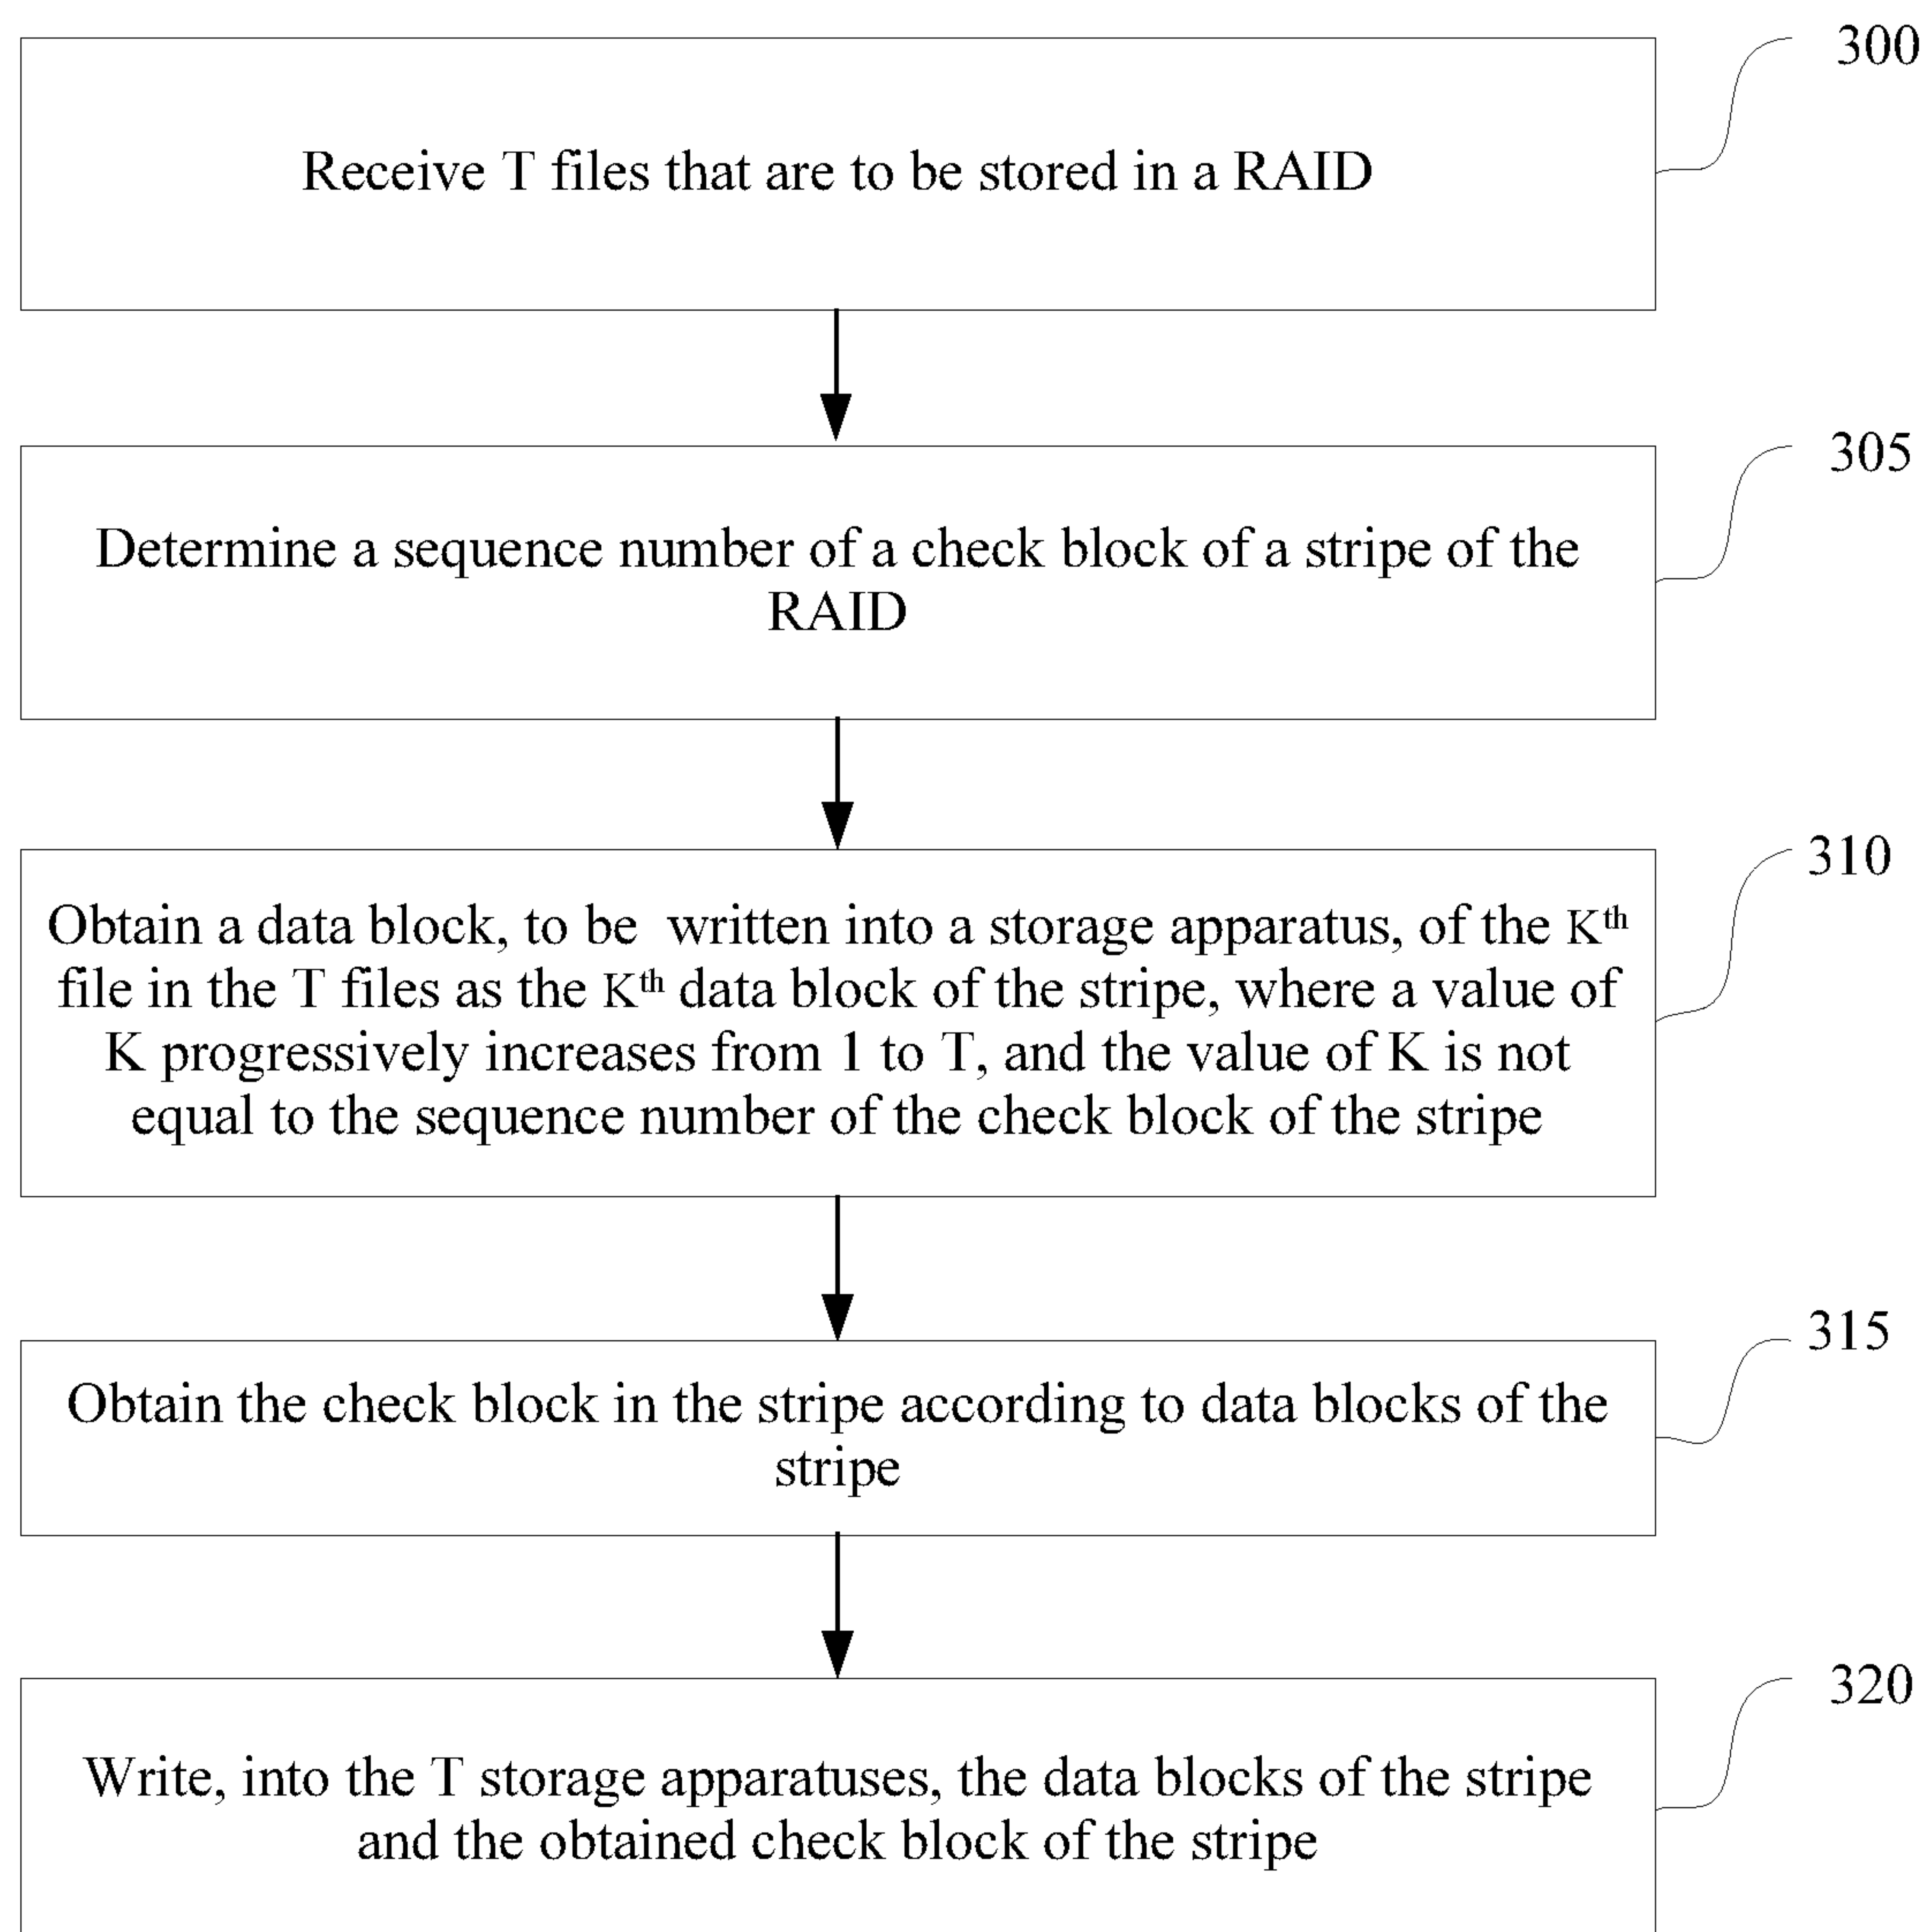 300
Receive T files that are to be stored in a RAID
305
Determine a sequence number of a check block of a stripe of the
RAID
310
Obtain a data block, to be written into a storage apparatus, of the Kth
file in the T files as the Kth data block of the stripe, where a value of
K progressively increases from 1 to T, and the value of K is not
equal to the sequence number of the check block of the stripe
315
Obtain the check block in the stripe according to data blocks of the
stripe
320
Write, into the T storage apparatuses, the data blocks of the stripe
and the obtained check block of the stripe